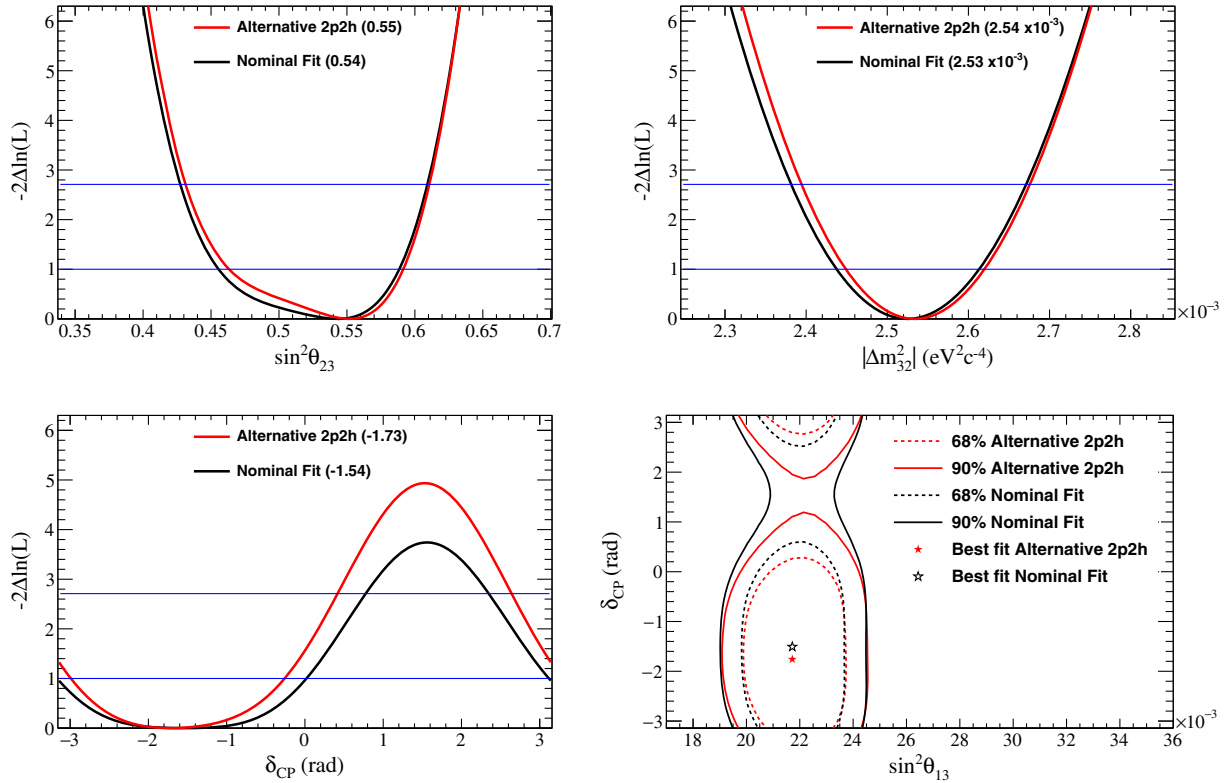 Alternative 2p2h (0.55)
Nominal Fit (0.54)
-2Δln(L)
6
5
4
3
2
1
0
0.35 0.4 0.45 0.5 0.55 0.6 0.65 0.7
sin²θ₂₃
Alternative 2p2h (2.54 x10⁻³)
Nominal Fit (2.53 x10⁻³)
-2Δln(L)
6
5
4
3
2
1
0
2.3 2.4 2.5 2.6 2.7 2.8
×10⁻³
|Δm²₃₂| (eV²c⁻⁴)
Alternative 2p2h (-1.73)
Nominal Fit (-1.54)
-2Δln(L)
6
5
4
3
2
1
0
−3 −2 −1 0 1 2 3
δ_CP (rad)
68% Alternative 2p2h
90% Alternative 2p2h
68% Nominal Fit
90% Nominal Fit
Best fit Alternative 2p2h
Best fit Nominal Fit
δ_CP (rad)
3
2
1
0
−1
−2
−3
18 20 22 24 26 28 30 32 34 36
×10⁻³
sin²θ₁₃